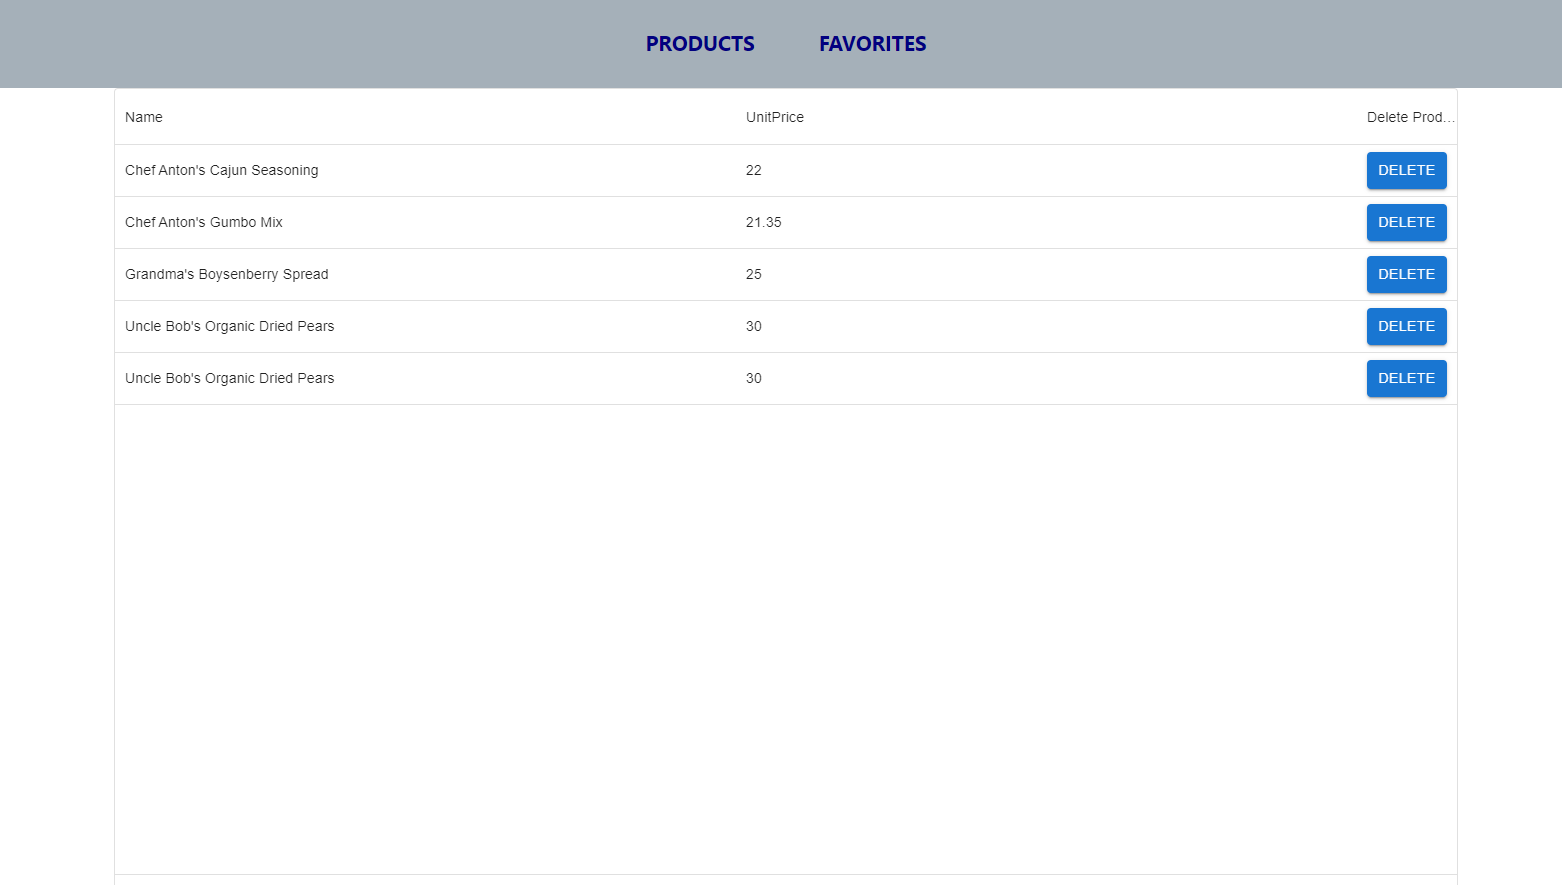 PRODUCTS FAVORITES
Name UnitPrice Delete Prod...
Chef Anton's Cajun Seasoning 22 DELETE
Chef Anton's Gumbo Mix 21.35 DELETE
Grandma's Boysenberry Spread 25 DELETE
Uncle Bob's Organic Dried Pears 30 DELETE
Uncle Bob's Organic Dried Pears 30 DELETE